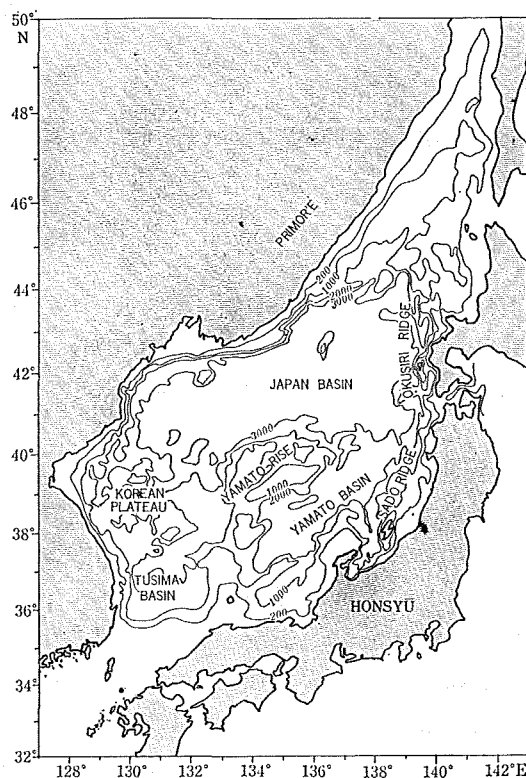 50°
N
48°
46°
44°
42°
40°
38°
36°
34°
32°
128°
130°
132°
134°
136°
138°
140°
142°E
PRIMOR'E
200
1000
2000
3000
JAPAN BASIN
OKUSIRI RIDGE
3000
YAMATO RISE
1000
2000
KOREAN
PLATEAU
YAMATO BASIN
SADO RIDGE
TUSIMA
BASIN
1000
200
HONSYU